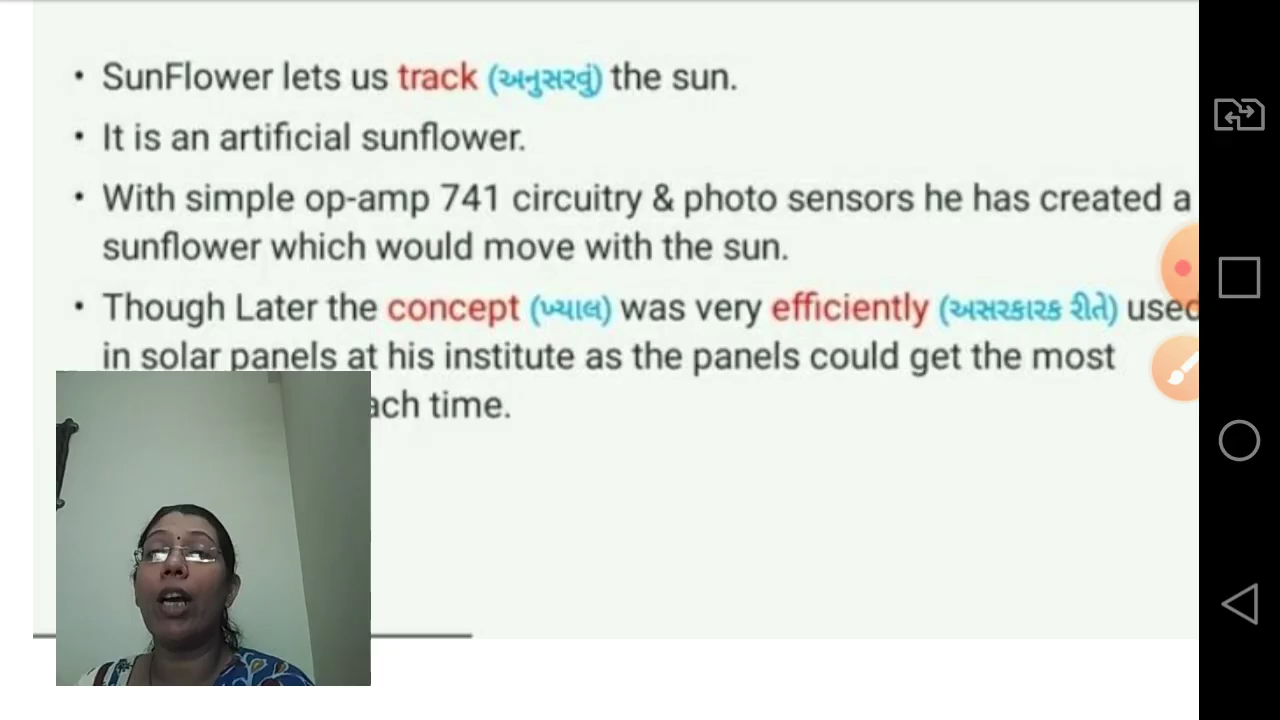 • SunFlower lets us track (અનુસરવું) the sun.
• It is an artificial sunflower.
• With simple op-amp 741 circuitry & photo sensors he has created a
sunflower which would move with the sun.
• Though Later the concept (ખ્યાલ) was very efficiently (અસરકારક રીતે) used
in solar panels at his institute as the panels could get the most
time.